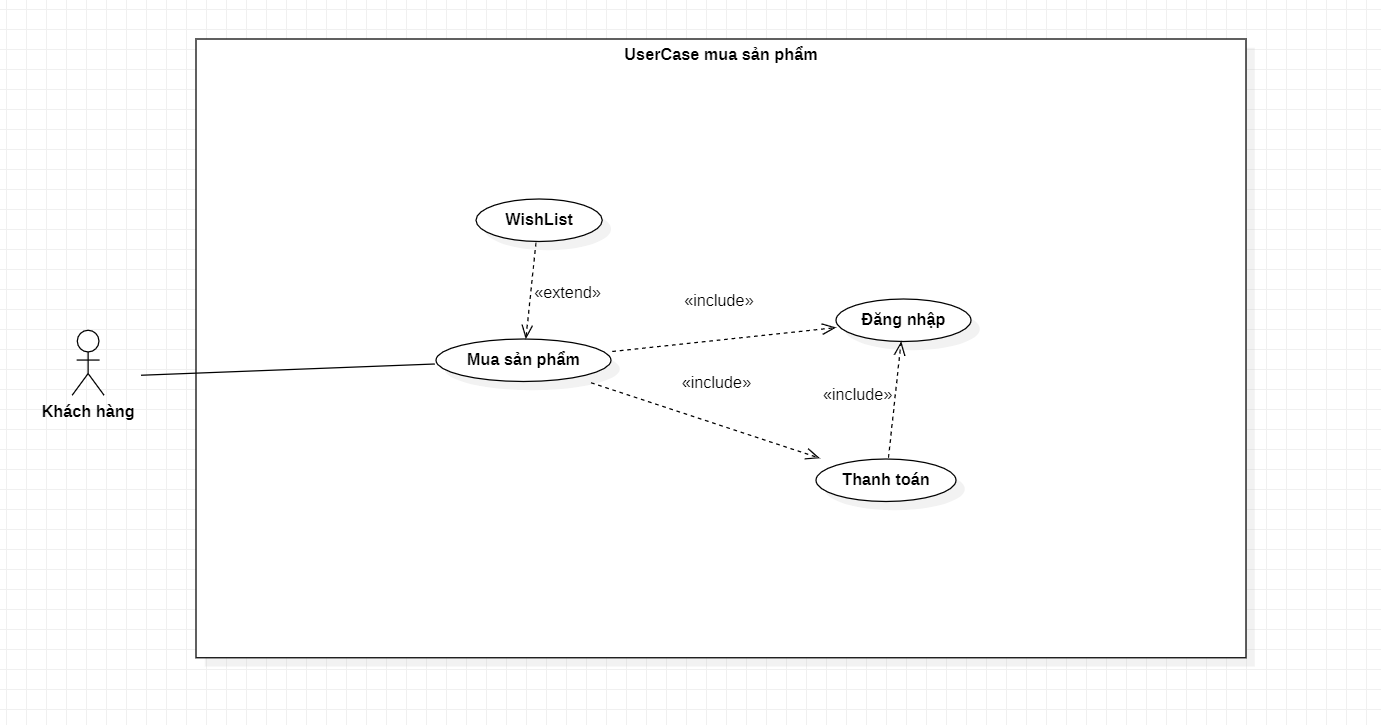 UserCase mua sản phẩm
WishList
«extend»
«include»
Đăng nhập
Mua sản phẩm
«include»
«include»
Khách hàng
Thanh toán